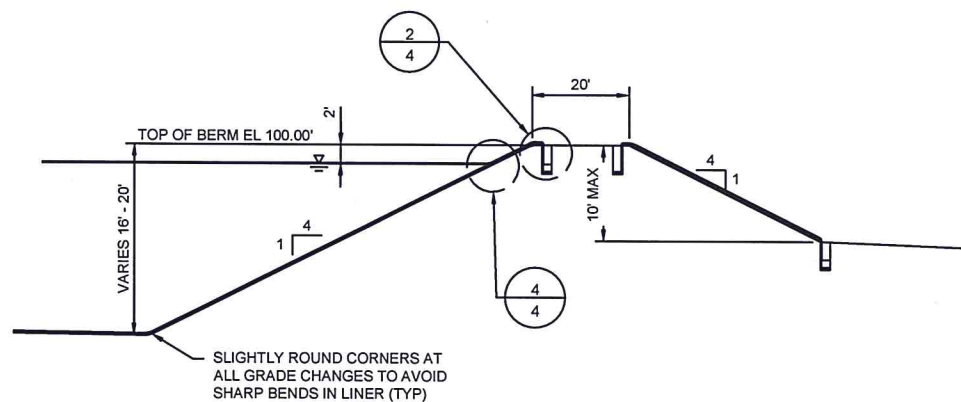 2
4
20'
2'
TOP OF BERM EL 100.00'
4
1
10' MAX
VARIES 16' - 20'
4
1
4
4
SLIGHTLY ROUND CORNERS AT
ALL GRADE CHANGES TO AVOID
SHARP BENDS IN LINER (TYP)